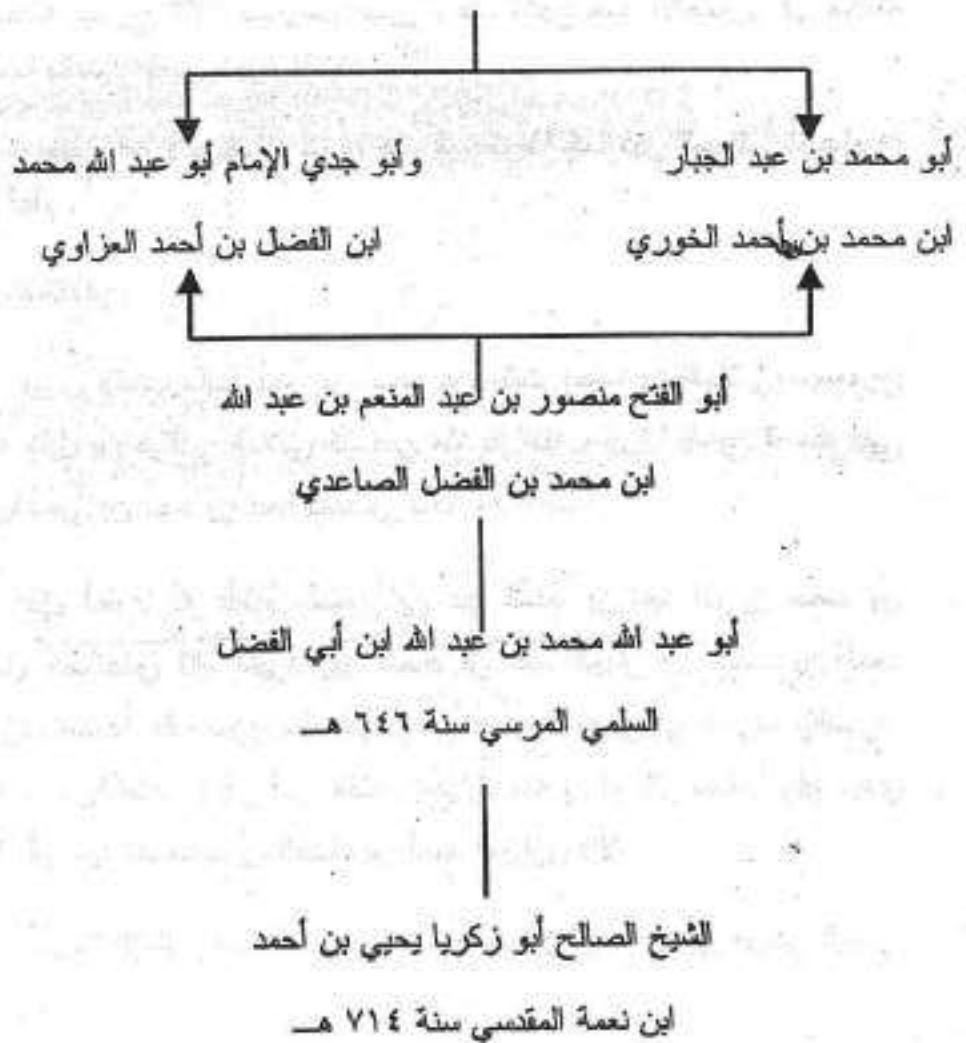 أبو محمد بن عبد الجبار
وأبو جدي الإمام أبو عبد الله محمد
ابن محمد بن أحمد الخوري
ابن الفضل بن أحمد العزاوي
أبو الفتح منصور بن عبد المنعم بن عبد الله
ابن محمد بن الفضل الصاعدي
أبو عبد الله محمد بن عبد الله ابن أبي الفضل
السلمي المرسي سنة ٦٤٦ هـ
الشيخ الصالح أبو زكريا يحيي بن أحمد
ابن نعمة المقدسي سنة ٧١٤ هـ